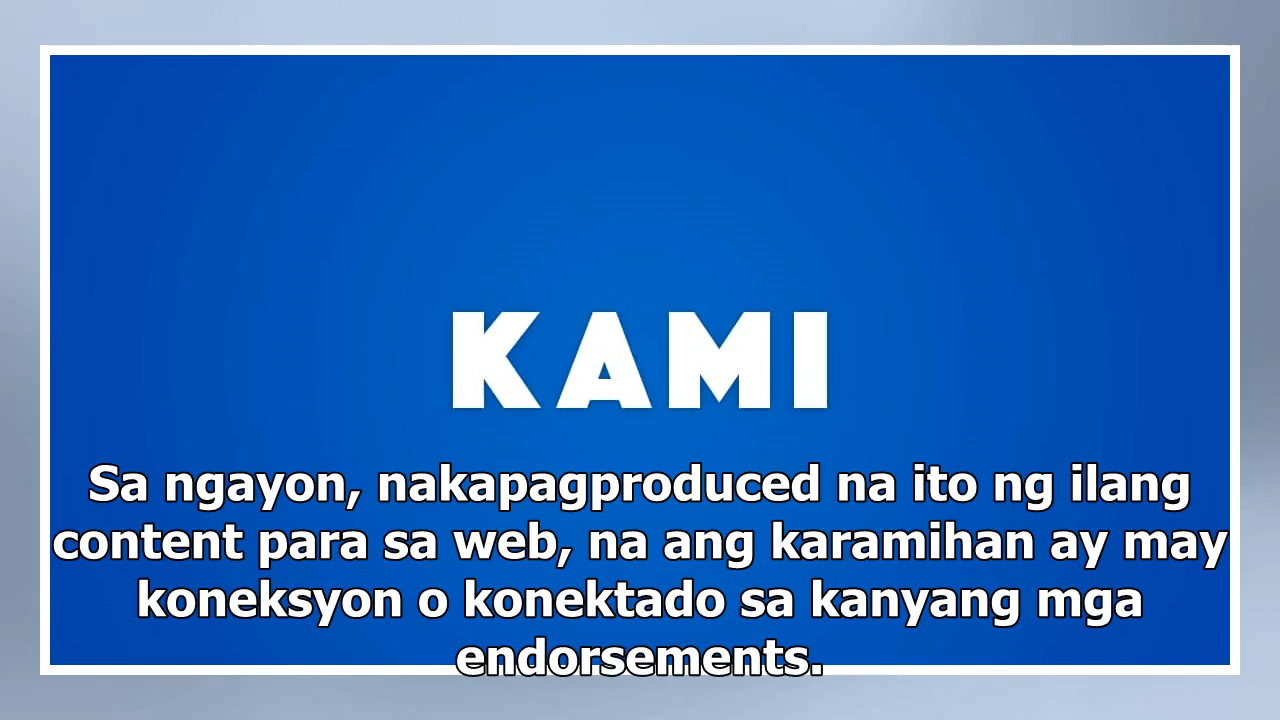 KAMI
Sa ngayon, nakapagproduced na ito ng ilang
content para sa web, na ang karamihan ay may
koneksyon o konektado sa kanyang mga
endorsements.